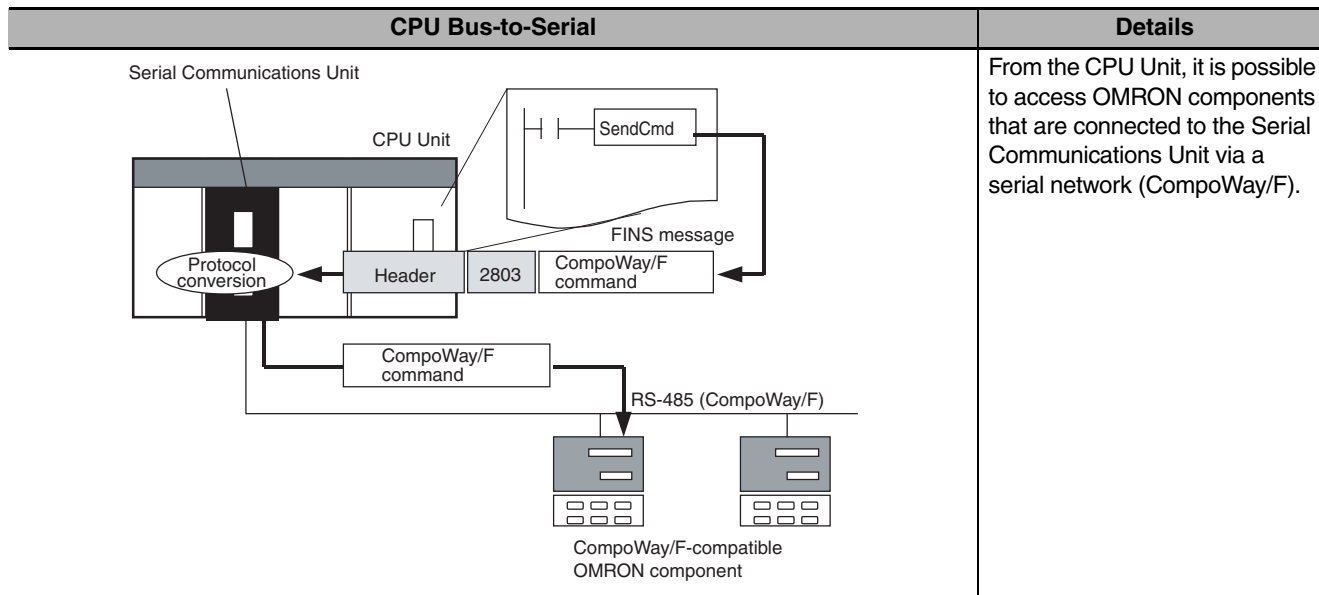 CPU Bus-to-Serial
Details
Serial Communications Unit
CPU Unit
SendCmd
FINS message
Protocol
conversion
Header
2803
CompoWay/F
command
CompoWay/F
command
RS-485 (CompoWay/F)
CompoWay/F-compatible
OMRON component
From the CPU Unit, it is possible
to access OMRON components
that are connected to the Serial
Communications Unit via a
serial network (CompoWay/F).